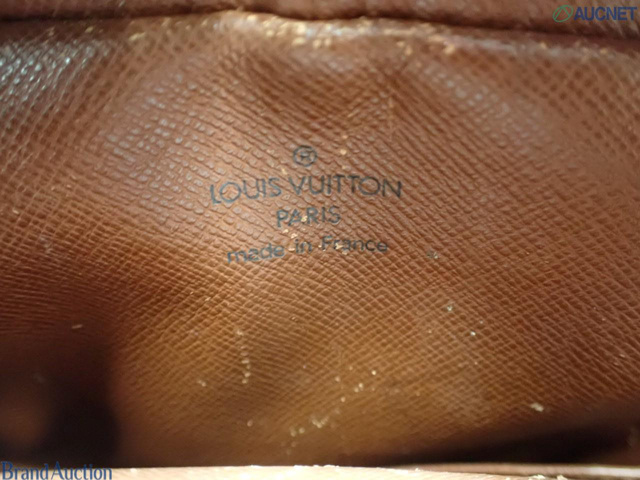 AUCNET
®
LOUIS VUITTON
PARIS
made in France
BrandAuction